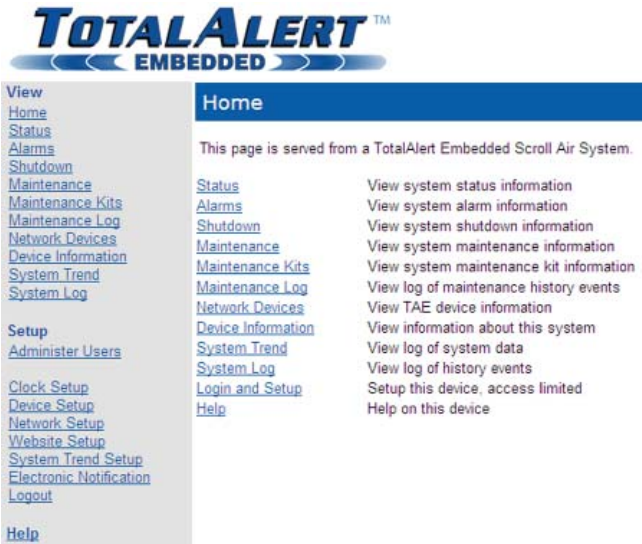 TOTALALERT™
EMBEDDED
View
Home
Status
Alarms
Shutdown
Maintenance
Maintenance Kits
Maintenance Log
Network Devices
Device Information
System Trend
System Log
Setup
Administer Users
Clock Setup
Device Setup
Network Setup
Website Setup
System Trend Setup
Electronic Notification
Logout
Help
Home
This page is served from a TotalAlert Embedded Scroll Air System.
Status View system status information
Alarms View system alarm information
Shutdown View system shutdown information
Maintenance View system maintenance information
Maintenance Kits View system maintenance kit information
Maintenance Log View log of maintenance history events
Network Devices View TAE device information
Device Information View information about this system
System Trend View log of system data
System Log View log of history events
Login and Setup Setup this device, access limited
Help Help on this device